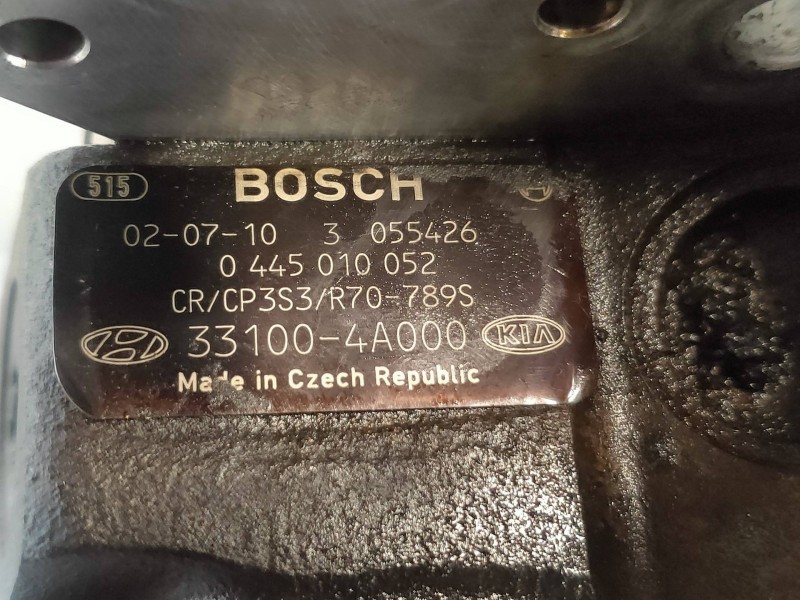 515 BOSCH
02-07-10 3 055426
0 445 010 052
CR/CP3S3/R70-789S
33100-4A000 KIA
Made in Czech Republic